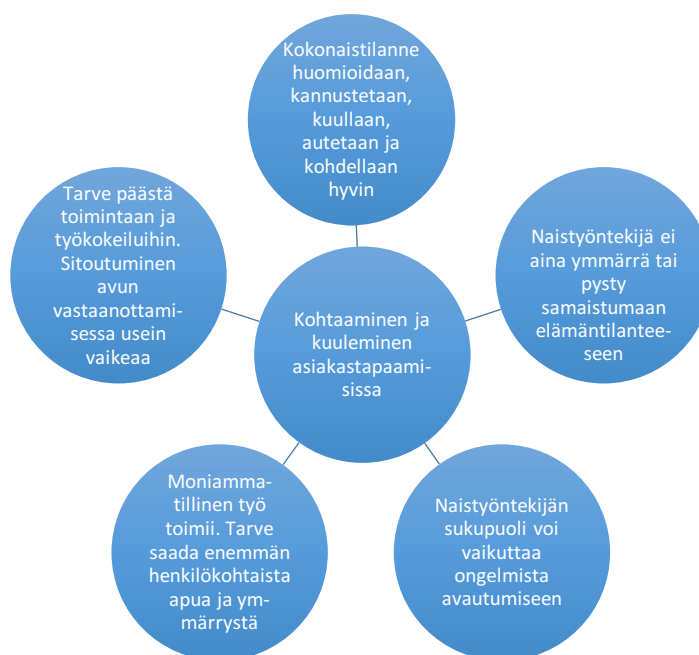 Kokonaistilanne
huomioidaan,
kannustetaan,
kuullaan,
autetaan ja
kohdellaan
hyvin
Tarve päästä
toimintaan ja
työkokeiluihin.
Sitoutuminen
avun
vastaanottami-
sessa usein
vaikeaa
Naistyöntekijä ei
aina ymmärrä tai
pysty
samaistumaan
elämäntilantee-
seen
Kohtaaminen ja
kuuleminen
asiakastapaami-
sissa
Moniamma-
tillinen työ
toimii. Tarve
saada enemmän
henkilökohtaista
apua ja ym-
märrystä
Naistyöntekijän
sukupuoli voi
vaikuttaa
ongelmista
avautumiseen